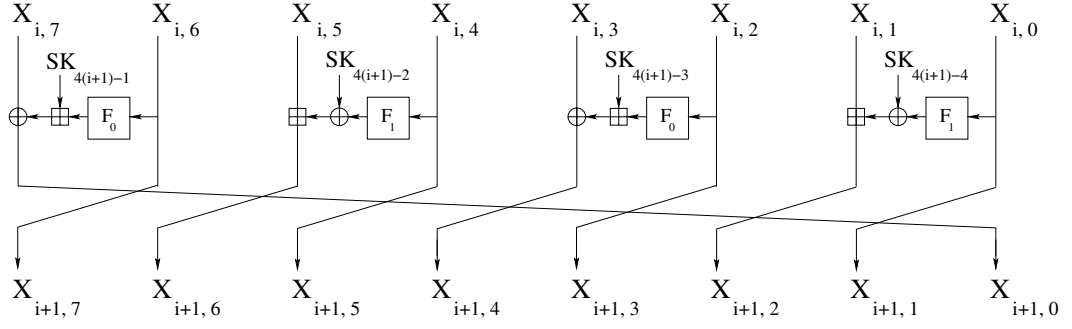 X i, 7 X i, 6 X i, 5 X i, 4 X i, 3 X i, 2 X i, 1 X i, 0
SK 4(i+1)−1 SK 4(i+1)−2 SK 4(i+1)−3 SK 4(i+1)−4
F 0 F 1 F 0 F 1
X i+1, 7 X i+1, 6 X i+1, 5 X i+1, 4 X i+1, 3 X i+1, 2 X i+1, 1 X i+1, 0